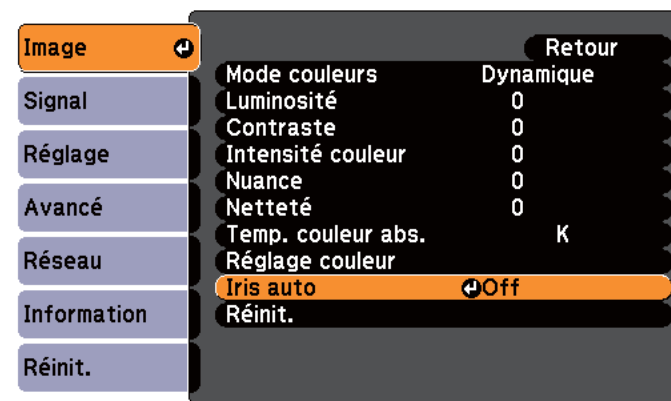 Image
Signal
Réglage
Avancé
Réseau
Information
Réinit.
Retour
Mode couleurs Dynamique
Luminosité 0
Contraste 0
Intensité couleur 0
Nuance 0
Netteté 0
Temp. couleur abs. K
Réglage couleur
Iris auto Off
Réinit.